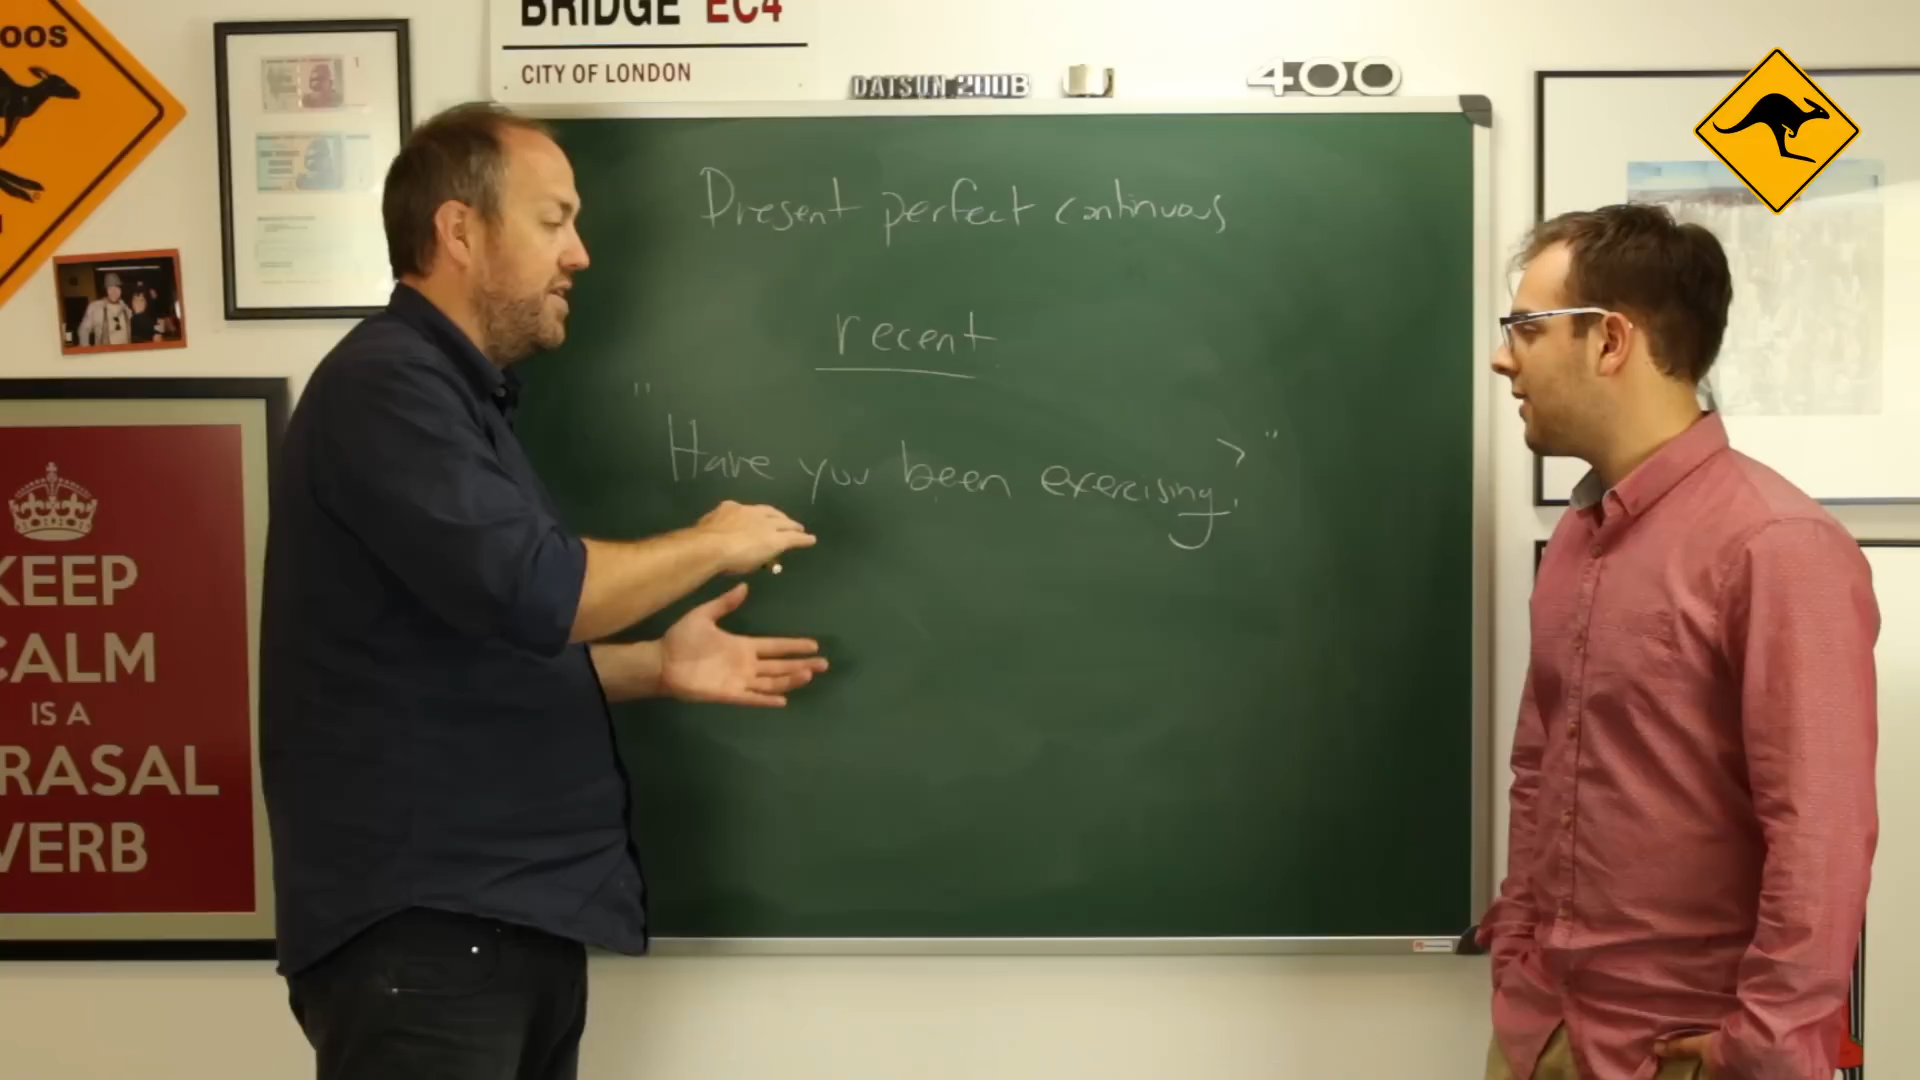 OOS
BRIDGE EC4
CITY OF LONDON
DATSUN 200B
400
Present perfect continuous
recent
"Have you been exercising?"
KEEP
CALM
IS A
RASAL
VERB